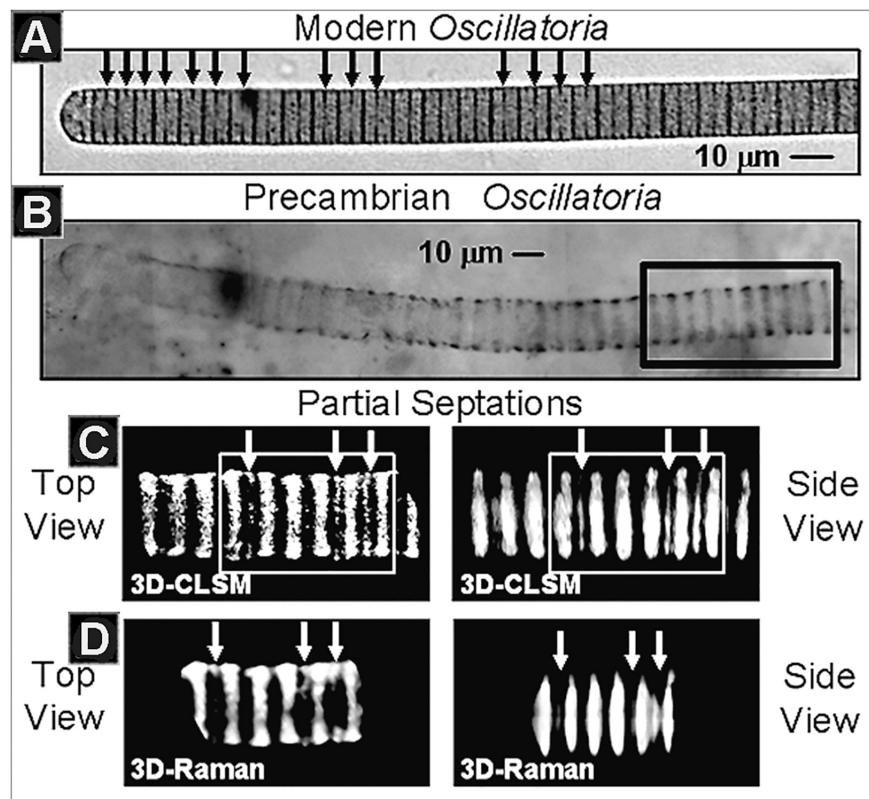 A
Modern Oscillatoria
10 μm
B
Precambrian Oscillatoria
10 μm
Partial Septations
C
Top
View
3D-CLSM
3D-CLSM
Side
View
D
Top
View
3D-Raman
3D-Raman
Side
View